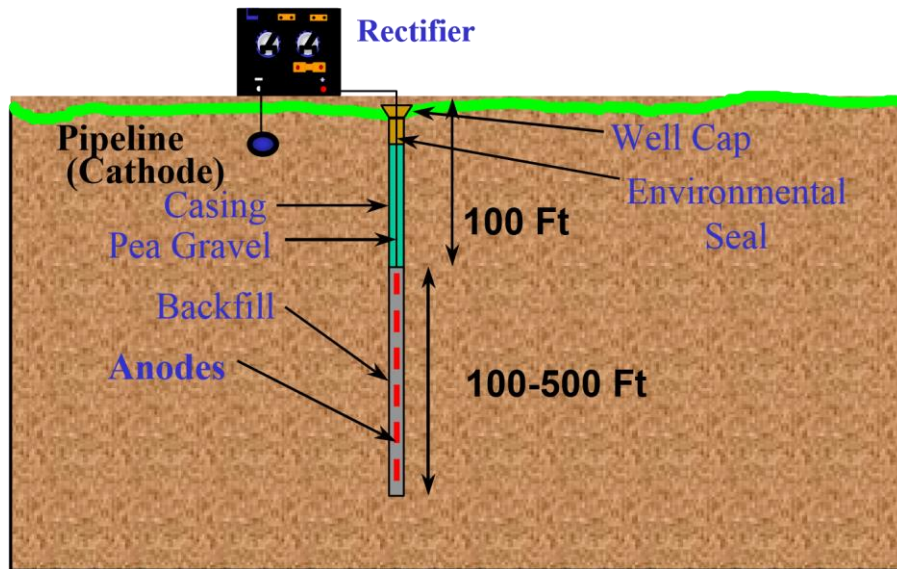 Rectifier
Pipeline
(Cathode)
Well Cap
Casing
Environmental
Seal
100 Ft
Pea Gravel
Backfill
Anodes
100-500 Ft